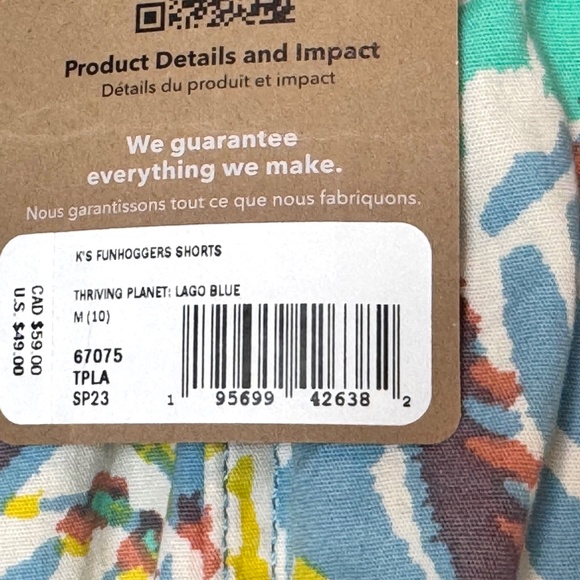 Product Details and Impact
Détails du produit et impact
We guarantee
everything we make.
Nous garantissons tout ce que nous fabriquons.
K'S FUNHOGGERS SHORTS
THRIVING PLANET: LAGO BLUE
M (10)
67075
TPLA
SP23
1 95699 42638 2
CAD $59.00
U.S. $49.00